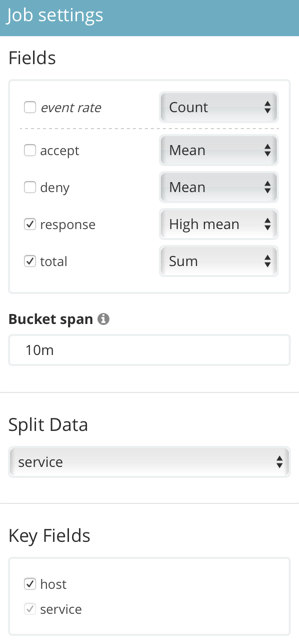 Job settings
Fields
event rate Count
accept Mean
deny Mean
response High mean
total Sum
Bucket span
10m
Split Data
service
Key Fields
host
service